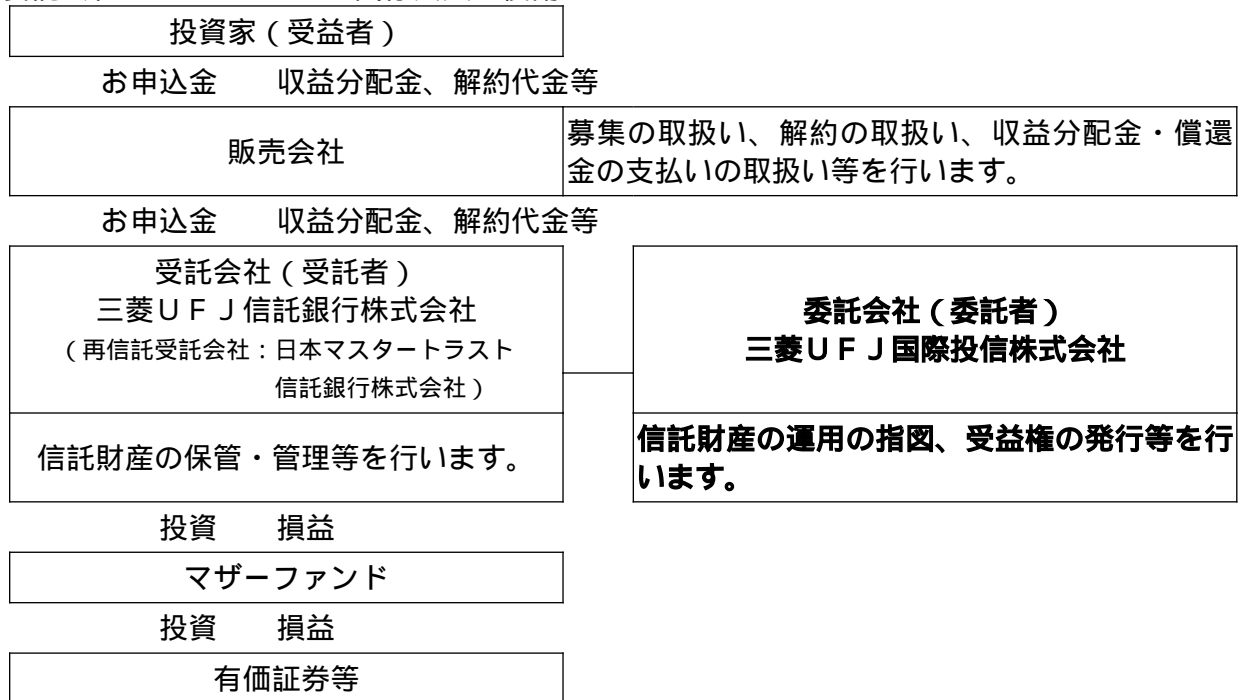 投資家（受益者）
お申込金　　収益分配金、解約代金等
販売会社
募集の取扱い、解約の取扱い、収益分配金・償還
金の支払いの取扱い等を行います。
お申込金　　収益分配金、解約代金等
受託会社（受託者）
三菱ＵＦＪ信託銀行株式会社
（再信託受託会社：日本マスタートラスト
信託銀行株式会社）
委託会社（委託者）
三菱ＵＦＪ国際投信株式会社
信託財産の保管・管理等を行います。
信託財産の運用の指図、受益権の発行等を行
います。
投資　　損益
マザーファンド
投資　　損益
有価証券等